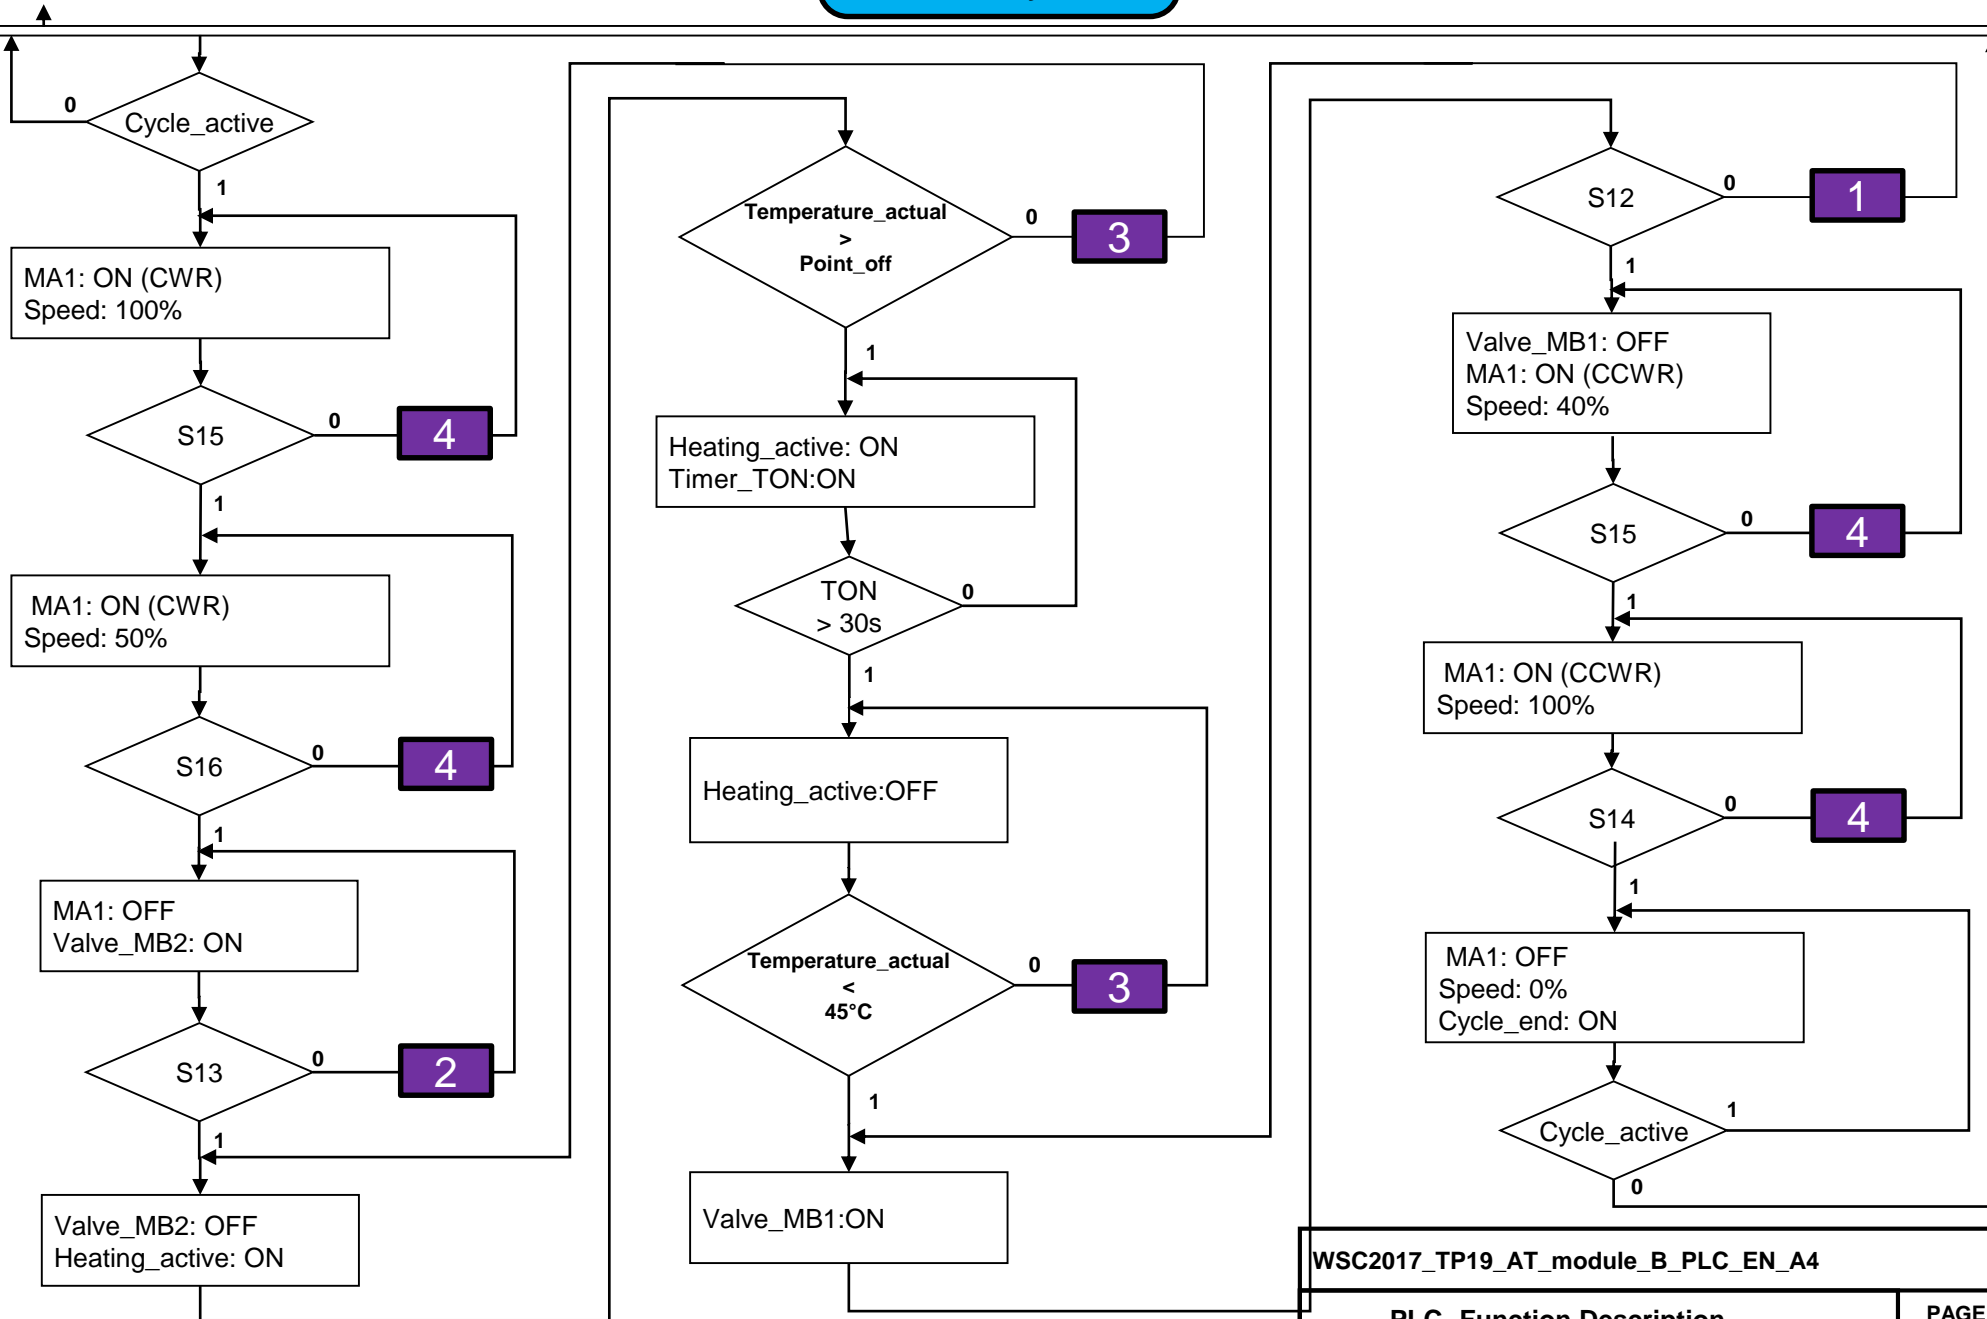 Cycle_active
0
1
MA1: ON (CWR)
Speed: 100%
S15
0
4
1
MA1: ON (CWR)
Speed: 50%
S16
0
4
1
MA1: OFF
Valve_MB2: ON
S13
0
2
1
Valve_MB2: OFF
Heating_active: ON
Temperature_actual
>
Point_off
0
3
1
Heating_active: ON
Timer_TON:ON
TON
> 30s
0
1
Heating_active:OFF
Temperature_actual
<
45°C
0
3
1
Valve_MB1:ON
S12
0
1
1
Valve_MB1: OFF
MA1: ON (CCWR)
Speed: 40%
S15
0
4
1
MA1: ON (CCWR)
Speed: 100%
S14
0
4
1
MA1: OFF
Speed: 0%
Cycle_end: ON
Cycle_active
1
0
WSC2017_TP19_AT_module_B_PLC_EN_A4
PLC Function Description
PAGE